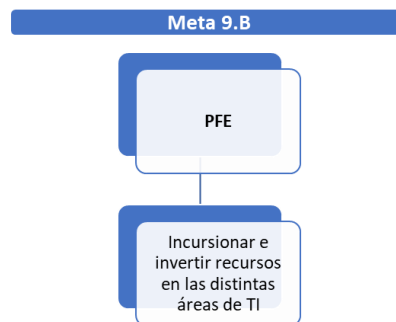 Meta 9.B
PFE
Incursionar e
invertir recursos
en las distintas
áreas de TI